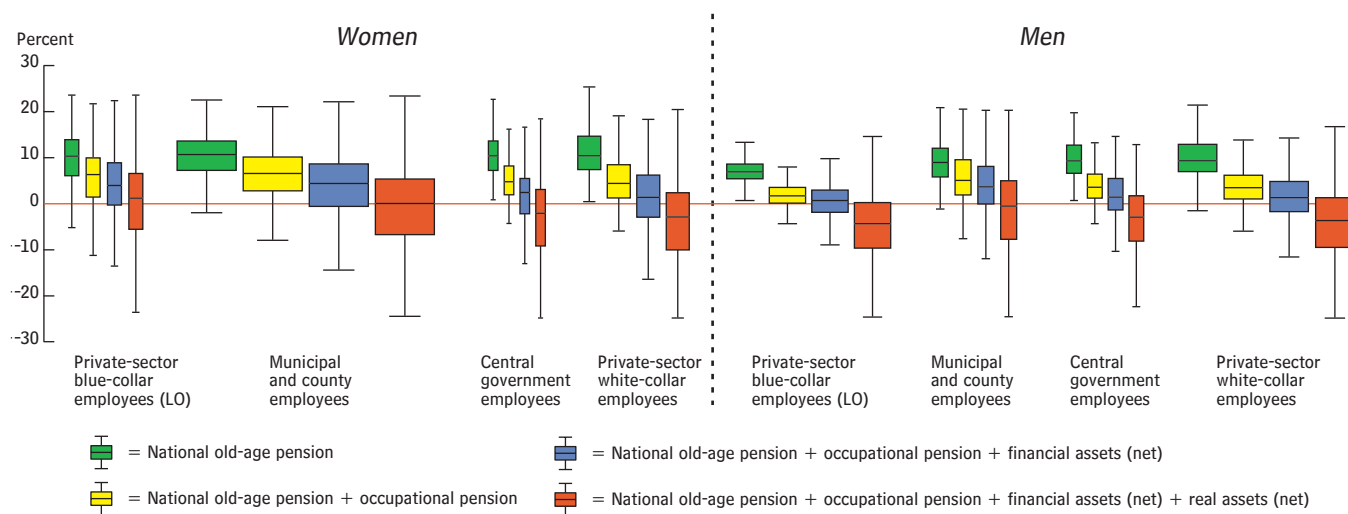 Women
Men
Percent
30
20
10
0
-10
-20
-30
Private-sector
blue-collar
employees (LO)
Municipal
and county
employees
Central
government
employees
Private-sector
white-collar
employees
Private-sector
blue-collar
employees (LO)
Municipal
and county
employees
Central
government
employees
Private-sector
white-collar
employees
= National old-age pension
= National old-age pension + occupational pension + financial assets (net)
= National old-age pension + occupational pension
= National old-age pension + occupational pension + financial assets (net) + real assets (net)